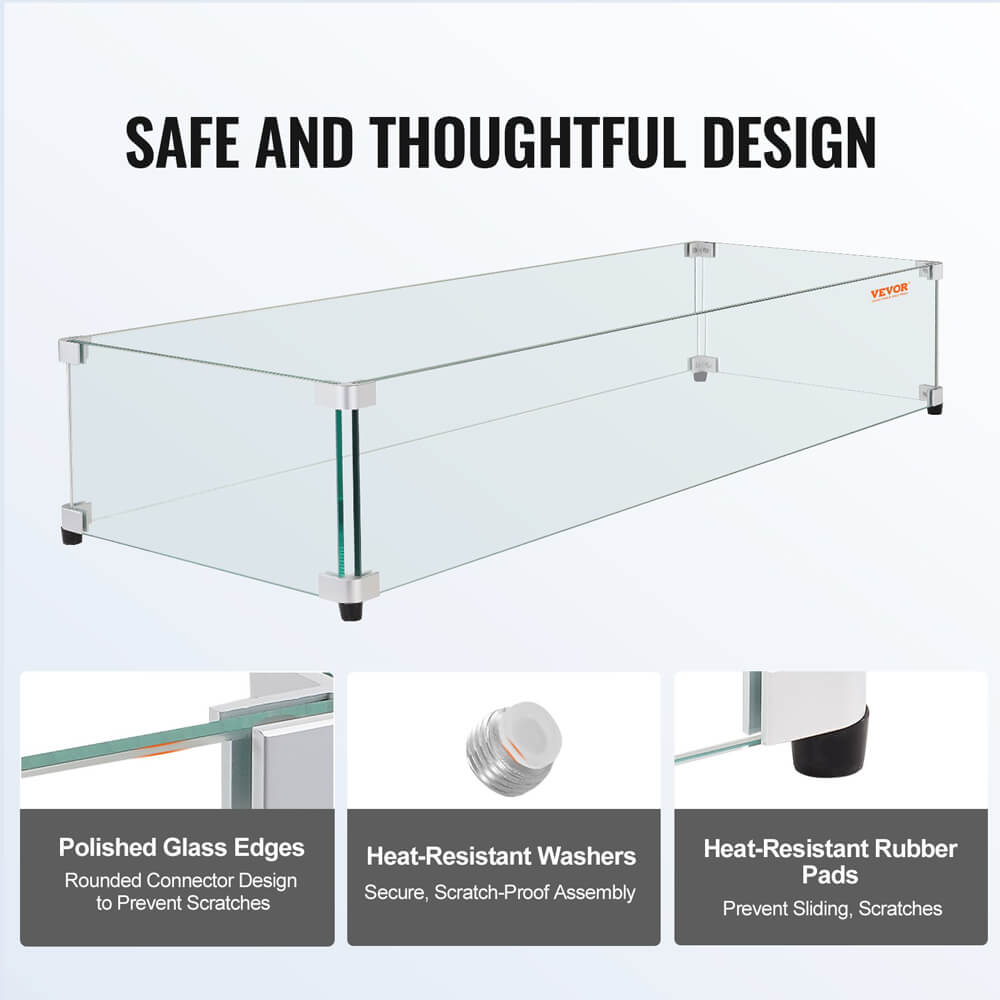 SAFE AND THOUGHTFUL DESIGN
VEVOR
Polished Glass Edges
Rounded Connector Design
to Prevent Scratches
Heat-Resistant Washers
Secure, Scratch-Proof Assembly
Heat-Resistant Rubber
Pads
Prevent Sliding, Scratches